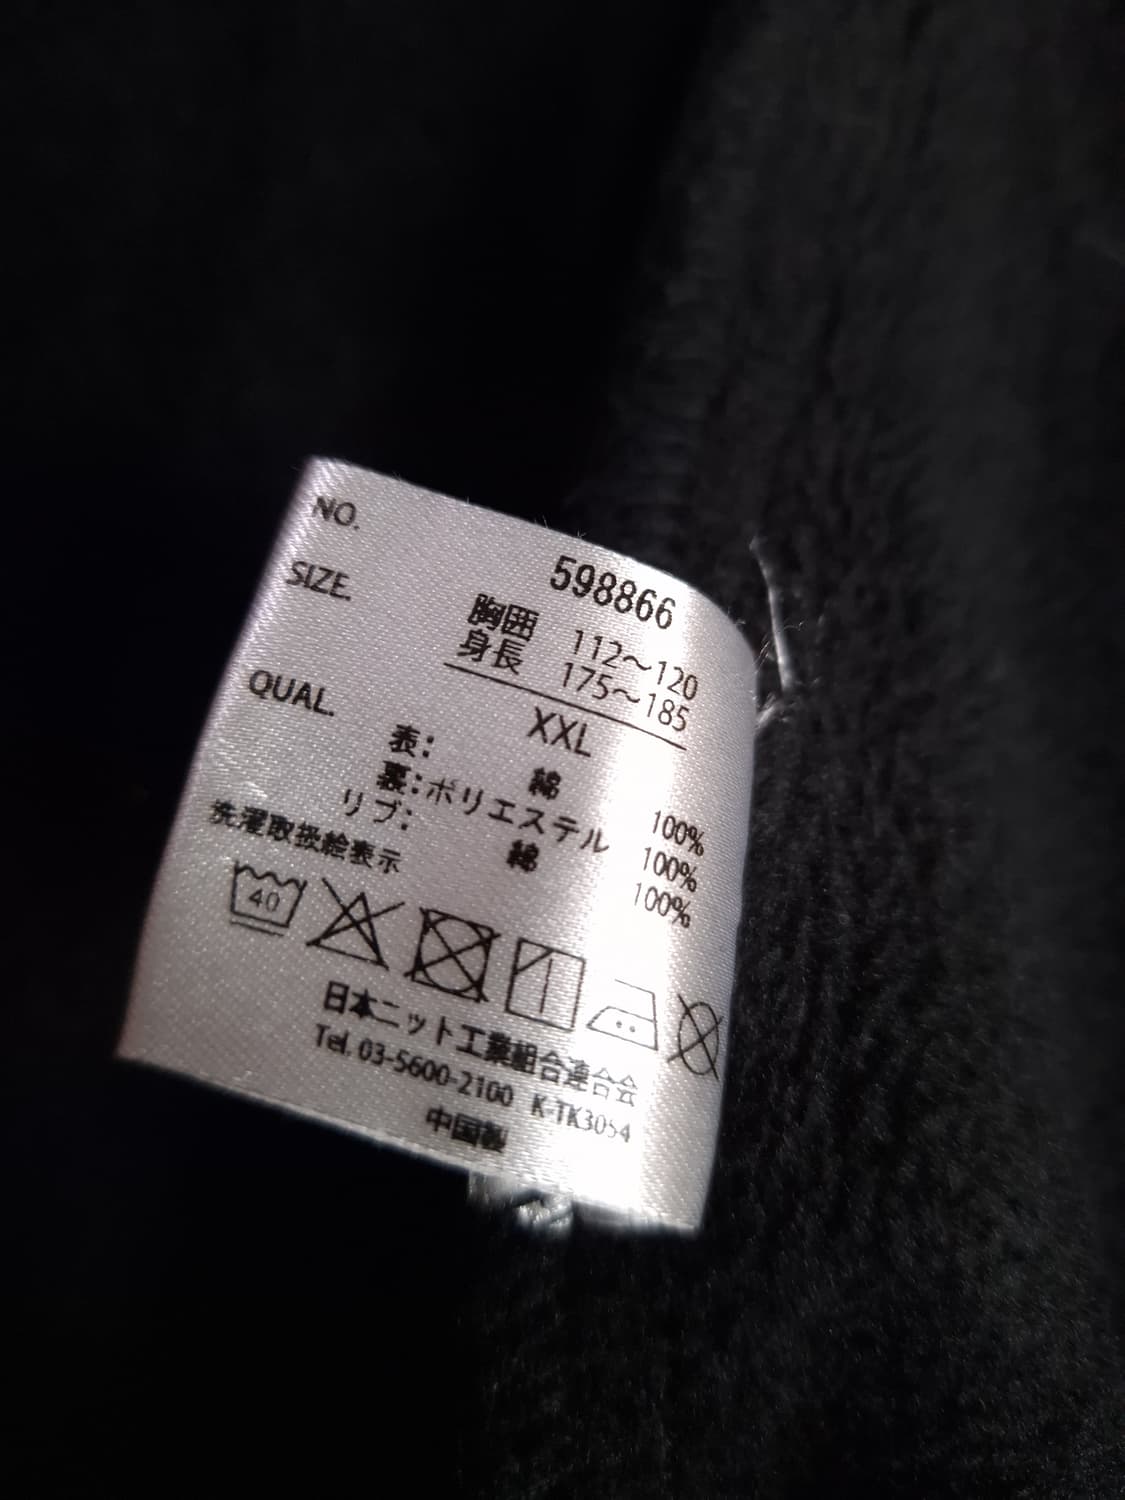 NO. 598866
SIZE. 胸囲 112〜120
身長 175〜185
XXL
QUAL.
表: 綿 100%
裏:ポリエステル 100%
リブ: 綿 100%
洗濯取扱絵表示
40
日本ニット工業組合連合会
Tel. 03-5600-2100 K-TK3054
中国製